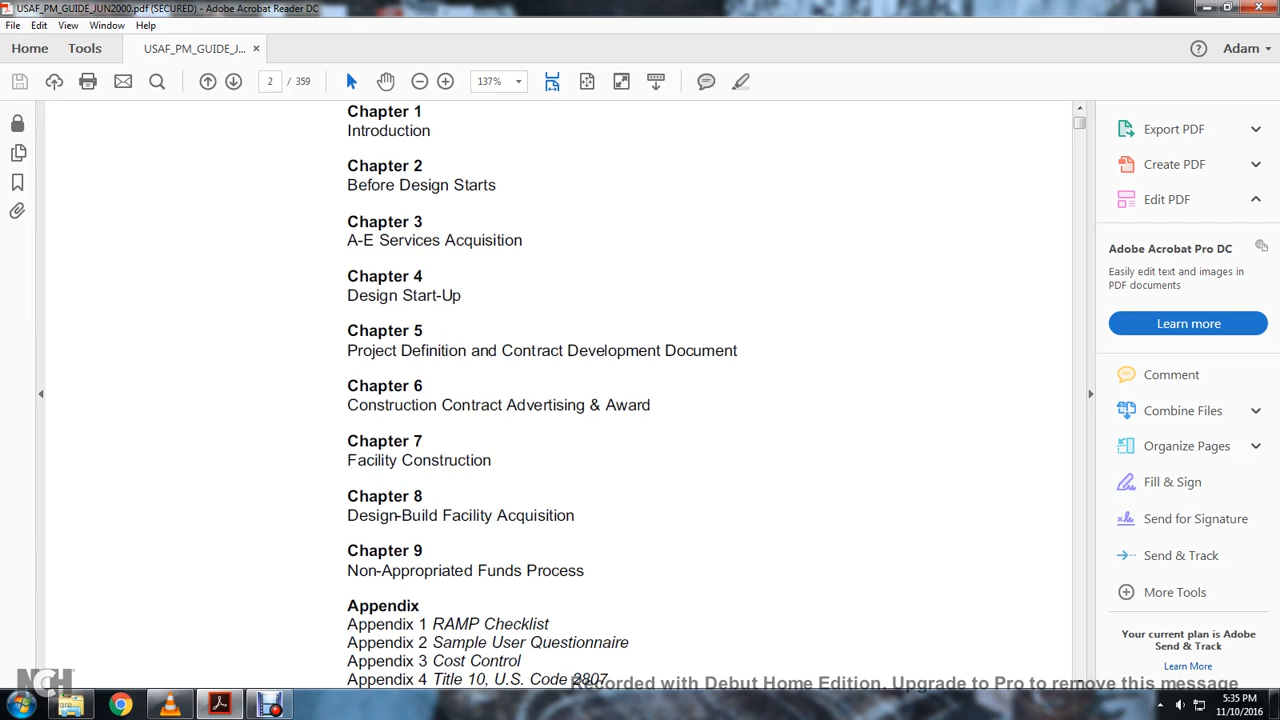 USAF_PM_GUIDE_JUN2000.pdf (SECURED) - Adobe Acrobat Reader DC
File Edit View Window Help
Home Tools USAF_PM_GUIDE_J... × Adam
2 / 359 137%
Chapter 1
Introduction
Chapter 2
Before Design Starts
Chapter 3
A-E Services Acquisition
Chapter 4
Design Start-Up
Chapter 5
Project Definition and Contract Development Document
Chapter 6
Construction Contract Advertising & Award
Chapter 7
Facility Construction
Chapter 8
Design-Build Facility Acquisition
Chapter 9
Non-Appropriated Funds Process
Appendix
Appendix 1 RAMP Checklist
Appendix 2 Sample User Questionnaire
Appendix 3 Cost Control
Appendix 4 Title 10, U.S. Code 2807
Export PDF
Create PDF
Edit PDF
Adobe Acrobat Pro DC
Easily edit text and images in
PDF documents
Learn more
Comment
Combine Files
Organize Pages
Fill & Sign
Send for Signature
Send & Track
More Tools
Your current plan is Adobe
Send & Track
Learn More
NCH
Recorded with Debut Home Edition. Upgrade to Pro to remove this message
5:35 PM
11/10/2016